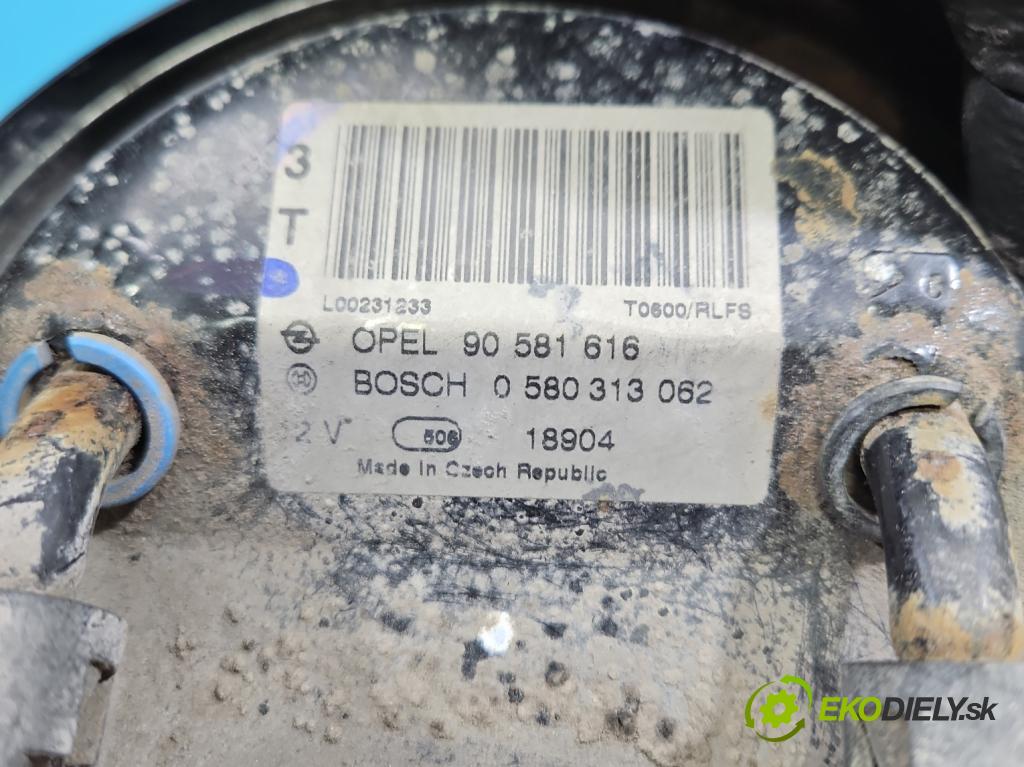 3
T
L00231233 T0600/RLFS
OPEL 90 581 616
BOSCH 0 580 313 062
2 V 506 18904
Made in Czech Republic
EKODIELY.sk